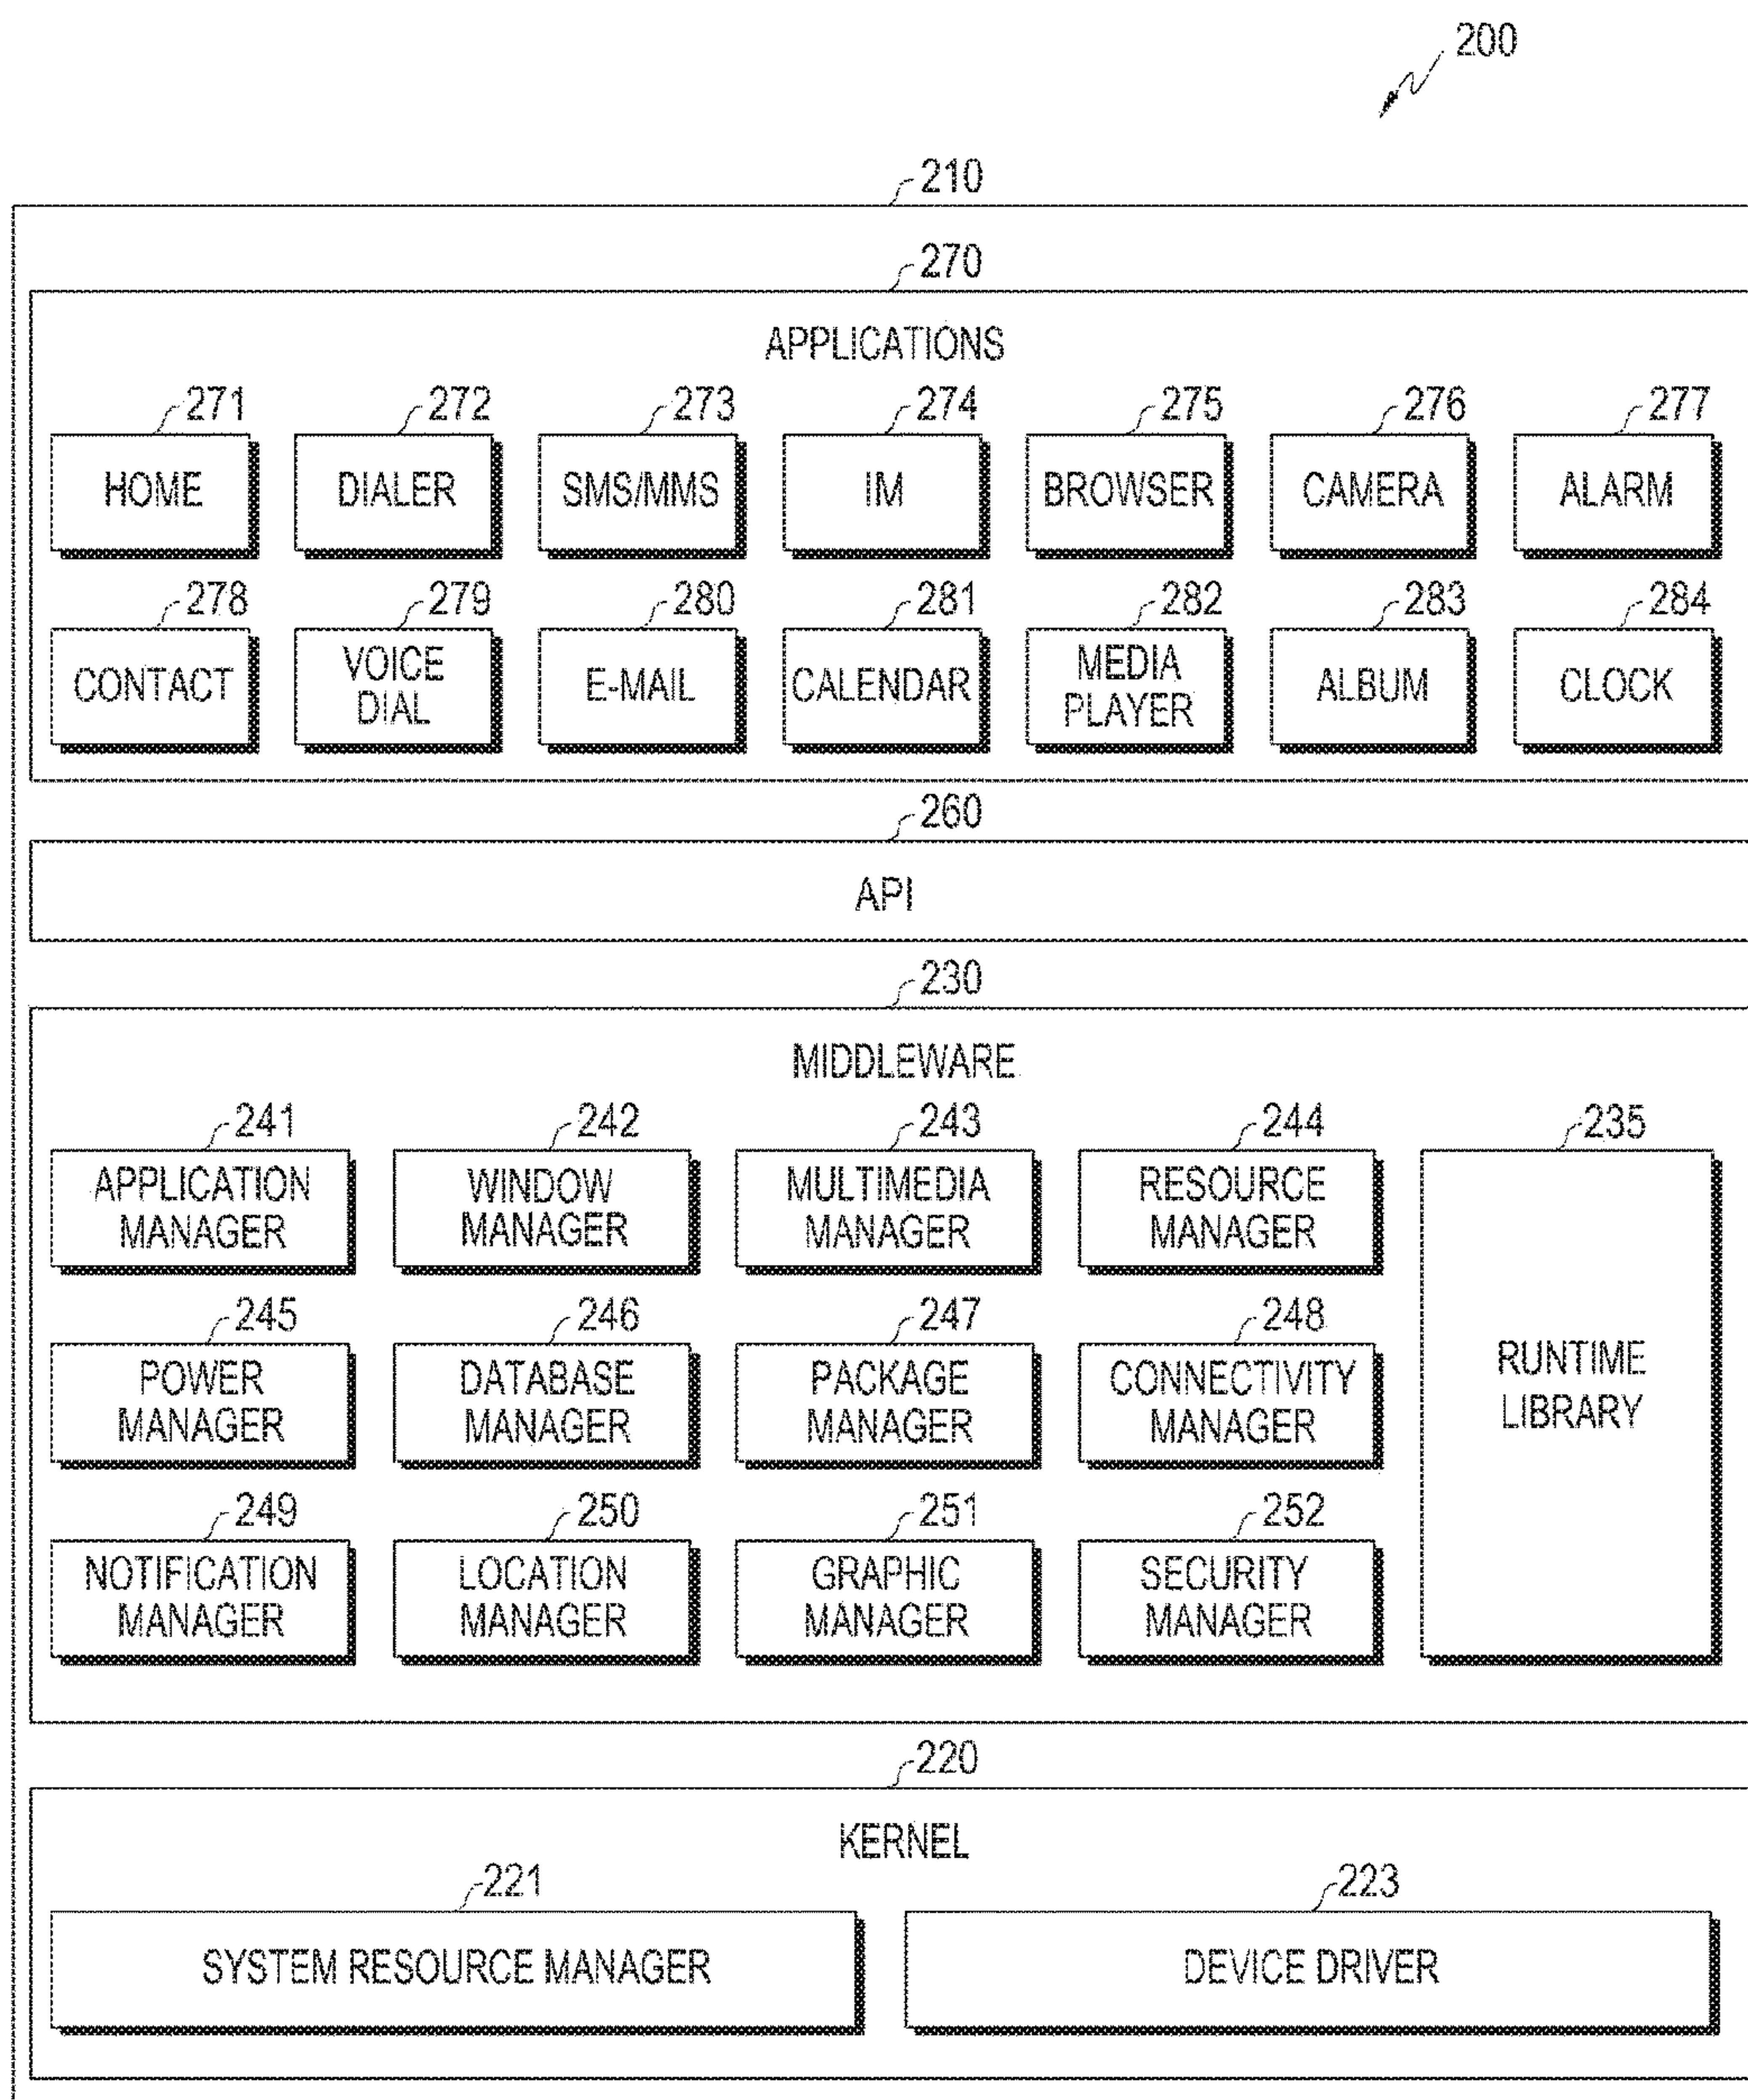 200
210
270
APPLICATIONS
271 272 273 274 275 276 277
HOME DIALER SMS/MMS IM BROWSER CAMERA ALARM
278 279 280 281 282 283 284
CONTACT VOICE DIAL E-MAIL CALENDAR MEDIA PLAYER ALBUM CLOCK
260
API
230
MIDDLEWARE
241 242 243 244 235
APPLICATION MANAGER WINDOW MANAGER MULTIMEDIA MANAGER RESOURCE MANAGER
245 246 247 248
POWER MANAGER DATABASE MANAGER PACKAGE MANAGER CONNECTIVITY MANAGER RUNTIME LIBRARY
249 250 251 252
NOTIFICATION MANAGER LOCATION MANAGER GRAPHIC MANAGER SECURITY MANAGER
220
KERNEL
221 223
SYSTEM RESOURCE MANAGER DEVICE DRIVER